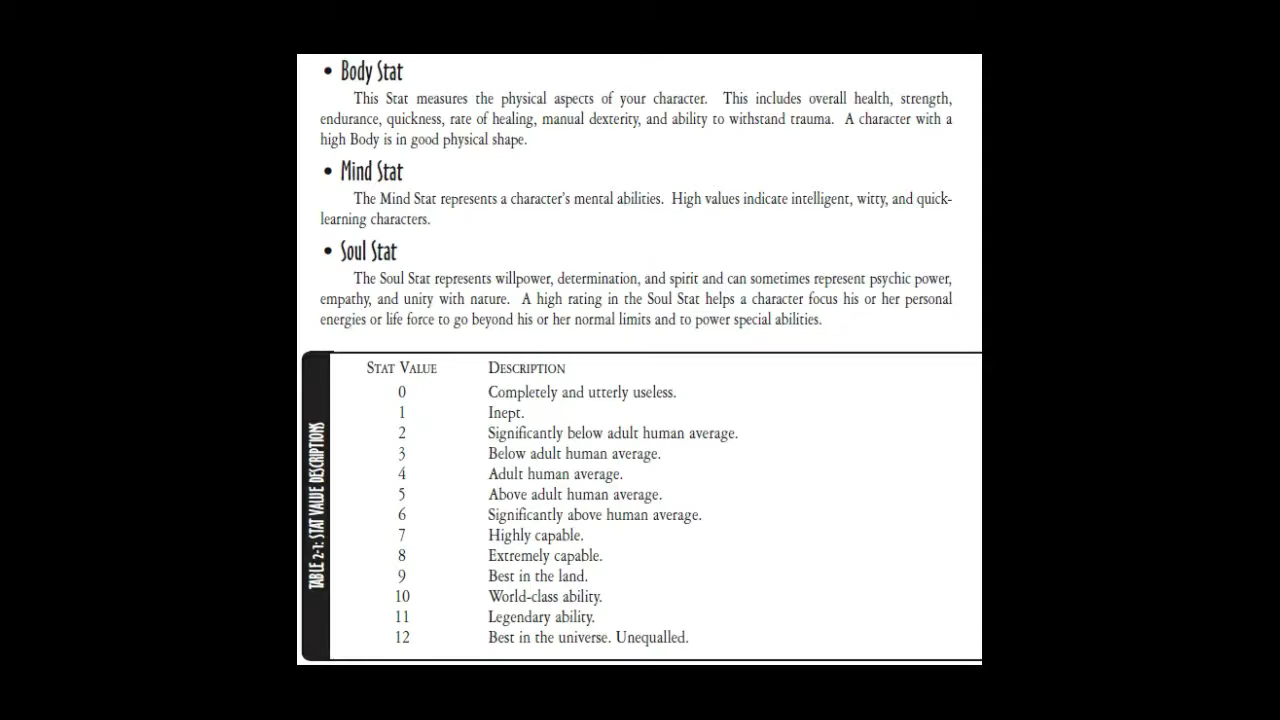 • Body Stat
This Stat measures the physical aspects of your character. This includes overall health, strength,
endurance, quickness, rate of healing, manual dexterity, and ability to withstand trauma. A character with a
high Body is in good physical shape.
• Mind Stat
The Mind Stat represents a character's mental abilities. High values indicate intelligent, witty, and quick-
learning characters.
• Soul Stat
The Soul Stat represents willpower, determination, and spirit and can sometimes represent psychic power,
empathy, and unity with nature. A high rating in the Soul Stat helps a character focus his or her personal
energies or life force to go beyond his or her normal limits and to power special abilities.
TABLE 2-1: STAT VALUE DESCRIPTIONS
STAT VALUE DESCRIPTION
0 Completely and utterly useless.
1 Inept.
2 Significantly below adult human average.
3 Below adult human average.
4 Adult human average.
5 Above adult human average.
6 Significantly above human average.
7 Highly capable.
8 Extremely capable.
9 Best in the land.
10 World-class ability.
11 Legendary ability.
12 Best in the universe. Unequalled.